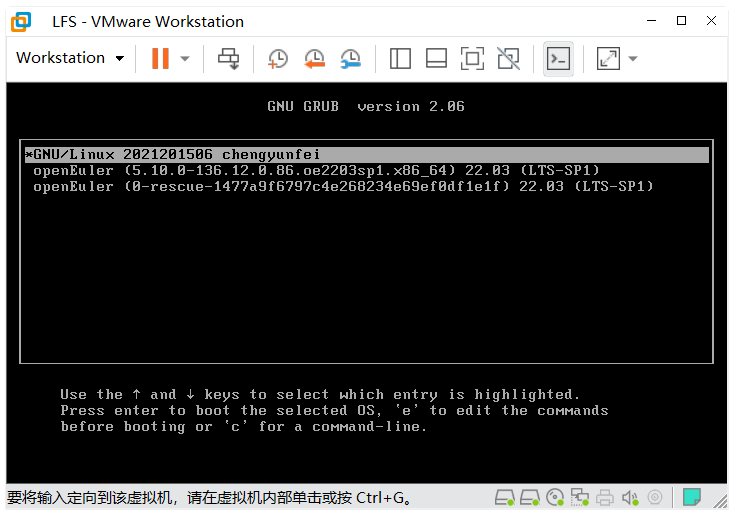 LFS - VMware Workstation
Workstation
GNU GRUB version 2.06
*GNU/Linux 2021201506 chengyunfei
openEuler (5.10.0-136.12.0.86.oe2203sp1.x86_64) 22.03 (LTS-SP1)
openEuler (0-rescue-1477a9f6797c4e268234e69ef0df1e1f) 22.03 (LTS-SP1)
Use the ↑ and ↓ keys to select which entry is highlighted.
Press enter to boot the selected OS, `e' to edit the commands
before booting or `c' for a command-line.
要将输入定向到该虚拟机，请在虚拟机内部单击或按 Ctrl+G。